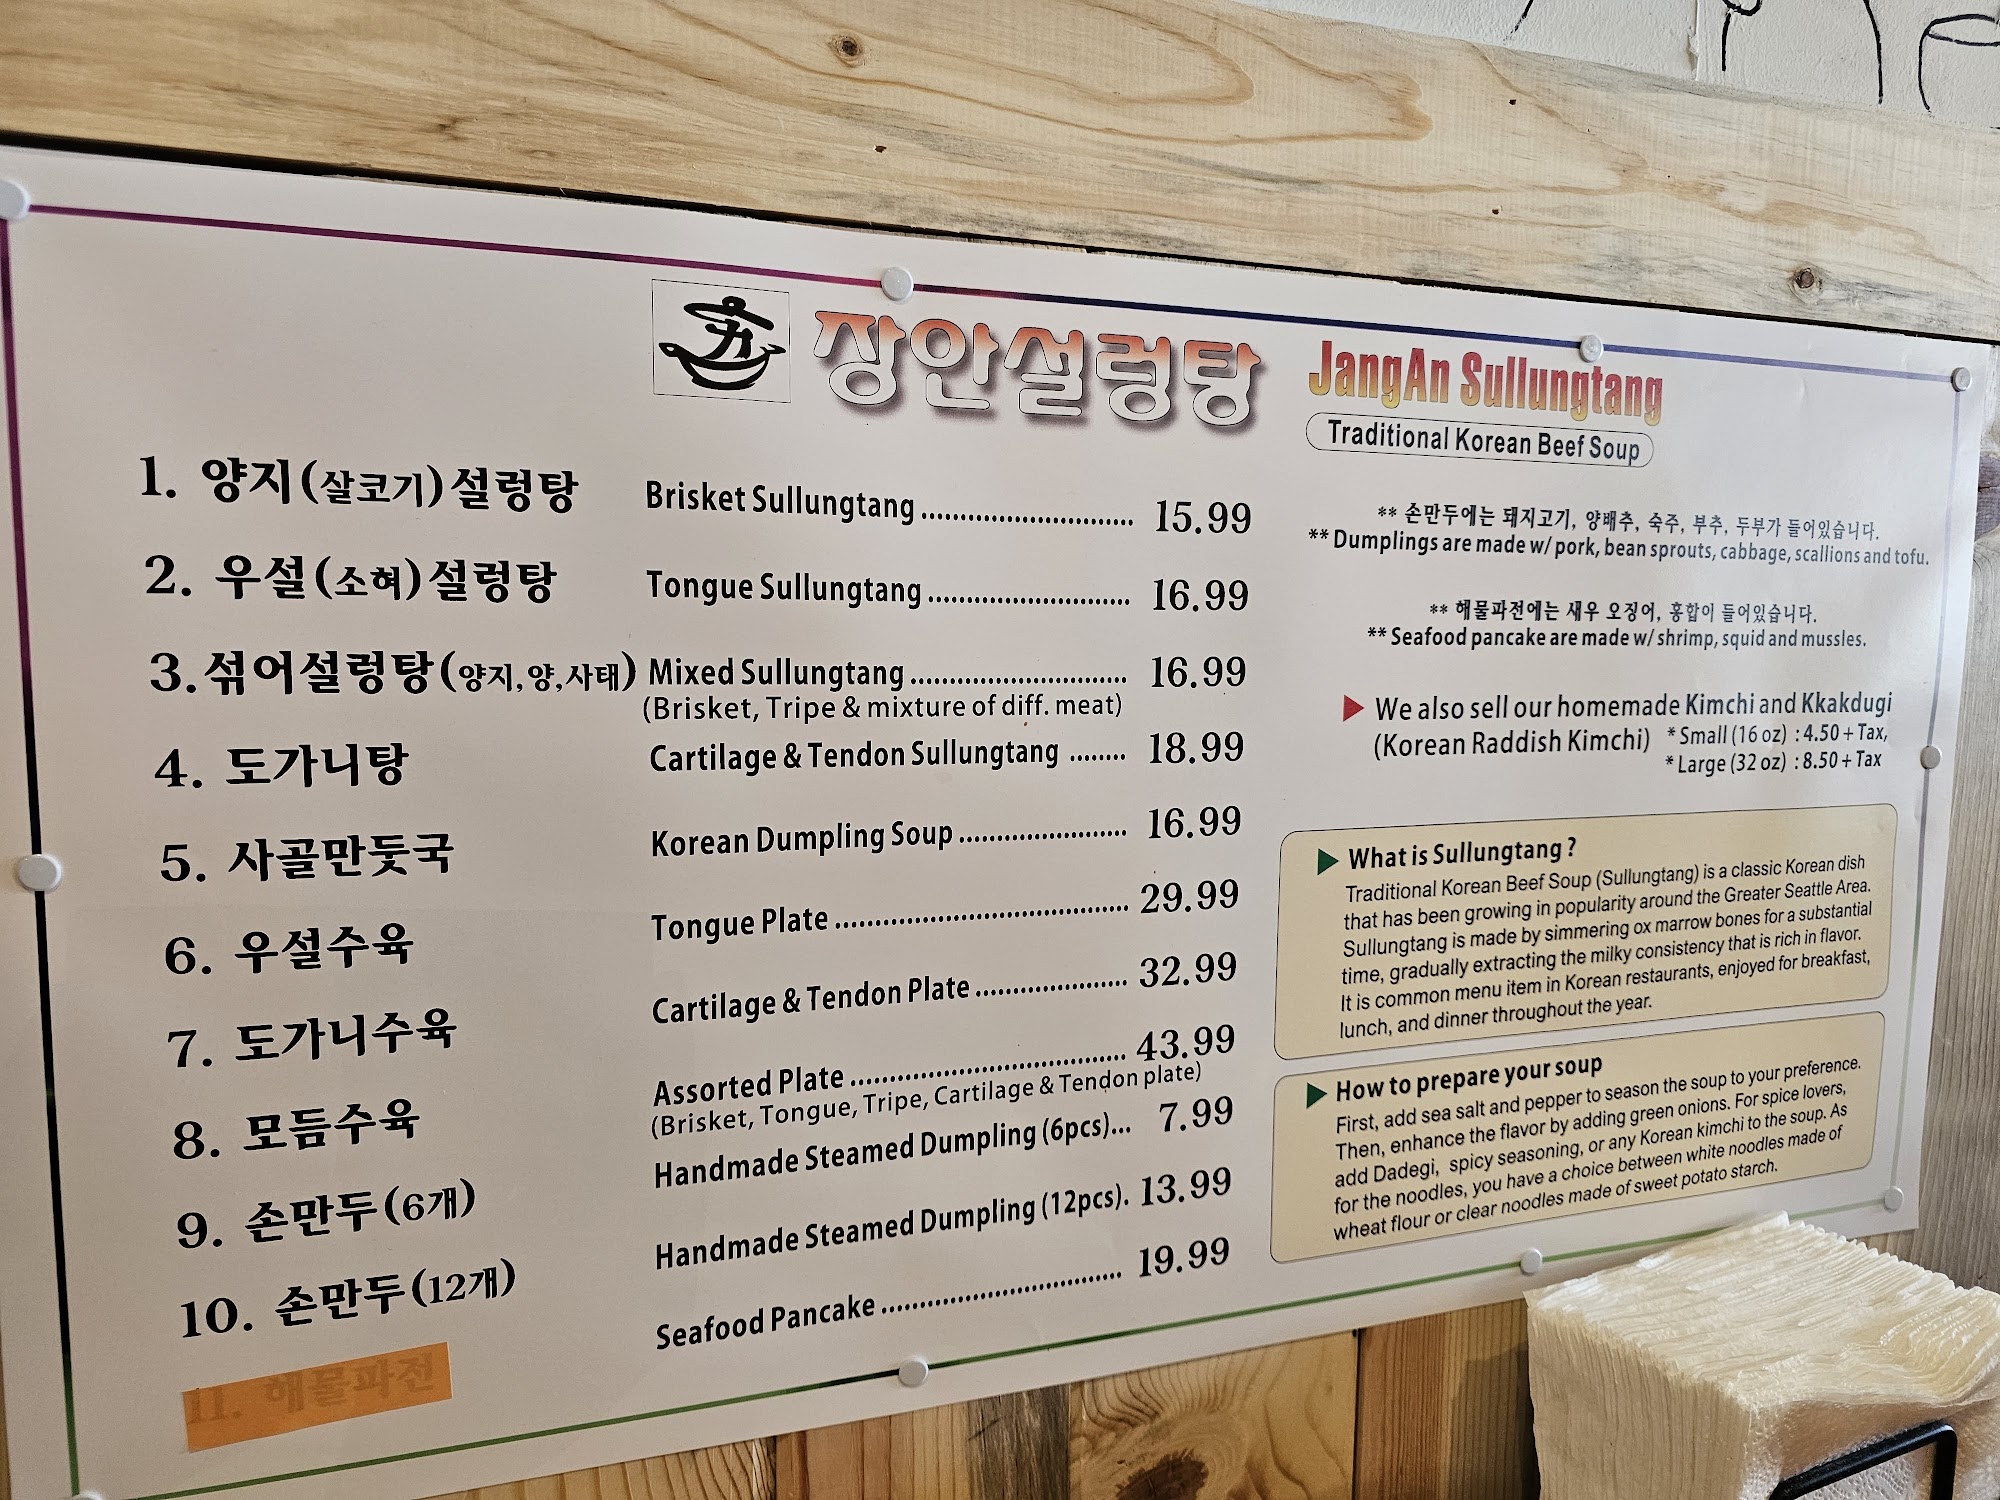 장안설렁탕
JangAn Sullungtang
Traditional Korean Beef Soup
1. 양지(살코기)설렁탕 Brisket Sullungtang 15.99
2. 우설(소혀)설렁탕 Tongue Sullungtang 16.99
3.섞어설렁탕(양지,양,사태) Mixed Sullungtang 16.99
(Brisket, Tripe & mixture of diff. meat)
4. 도가니탕 Cartilage & Tendon Sullungtang 18.99
5. 사골만둣국 Korean Dumpling Soup 16.99
6. 우설수육 Tongue Plate 29.99
7. 도가니수육 Cartilage & Tendon Plate 32.99
8. 모듬수육 Assorted Plate 43.99
(Brisket, Tongue, Tripe, Cartilage & Tendon plate)
9. 손만두(6개) Handmade Steamed Dumpling (6pcs)... 7.99
10. 손만두(12개) Handmade Steamed Dumpling (12pcs). 13.99
11. 해물파전 Seafood Pancake 19.99
** 손만두에는 돼지고기, 양배추, 숙주, 부추, 두부가 들어있습니다.
** Dumplings are made w/ pork, bean sprouts, cabbage, scallions and tofu.
** 해물파전에는 새우 오징어, 홍합이 들어있습니다.
** Seafood pancake are made w/ shrimp, squid and mussles.
We also sell our homemade Kimchi and Kkakdugi
(Korean Raddish Kimchi) * Small (16 oz) : 4.50 + Tax,
* Large (32 oz) : 8.50 + Tax
What is Sullungtang ?
Traditional Korean Beef Soup (Sullungtang) is a classic Korean dish
that has been growing in popularity around the Greater Seattle Area.
Sullungtang is made by simmering ox marrow bones for a substantial
time, gradually extracting the milky consistency that is rich in flavor.
It is common menu item in Korean restaurants, enjoyed for breakfast,
lunch, and dinner throughout the year.
How to prepare your soup
First, add sea salt and pepper to season the soup to your preference.
Then, enhance the flavor by adding green onions. For spice lovers,
add Dadegi, spicy seasoning, or any Korean kimchi to the soup. As
for the noodles, you have a choice between white noodles made of
wheat flour or clear noodles made of sweet potato starch.